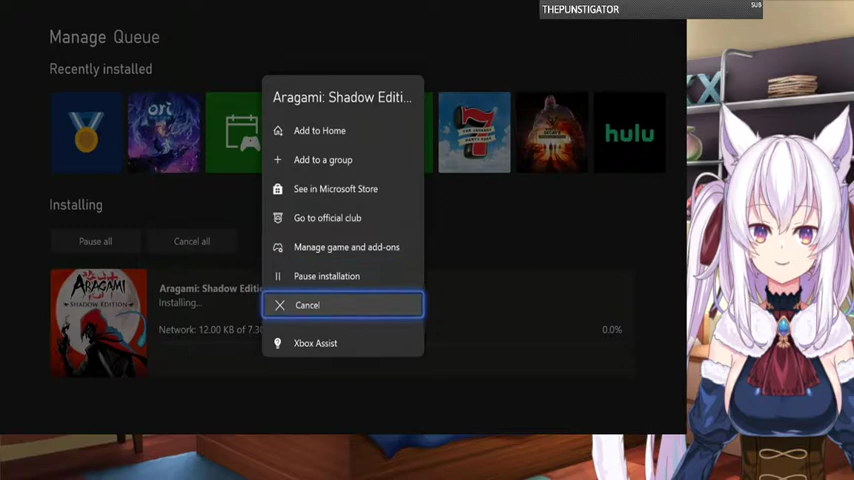 THEPUNSTIGATOR
SUB
Manage Queue
Recently installed
ori
7
hulu
Installing
Pause all
Cancel all
ARAGAMI
SHADOW EDITION
Aragami: Shadow Editi
Installing...
Network: 12.00 KB of 7.3
0.0%
Aragami: Shadow Editi...
Add to Home
Add to a group
See in Microsoft Store
Go to official club
Manage game and add-ons
Pause installation
Cancel
Xbox Assist